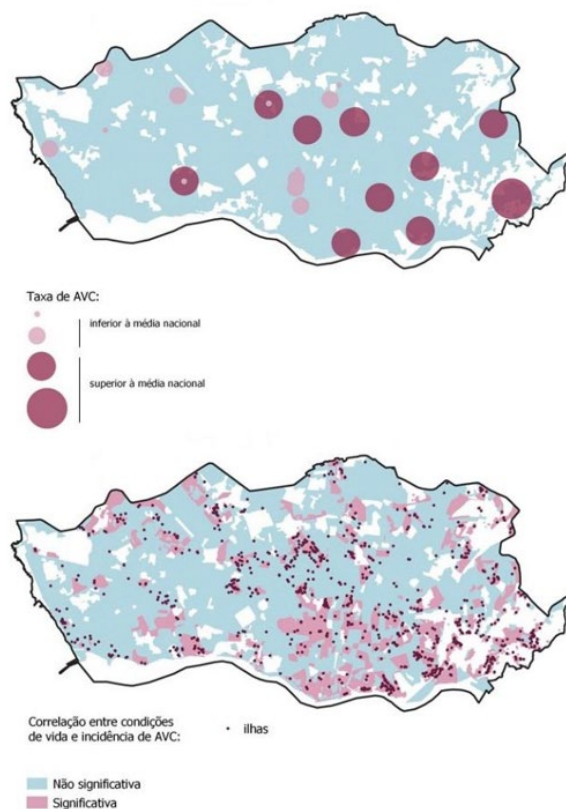 Taxa de AVC:
inferior à média nacional
superior à média nacional
Correlação entre condições
de vida e incidência de AVC:
ilhas
Não significativa
Significativa